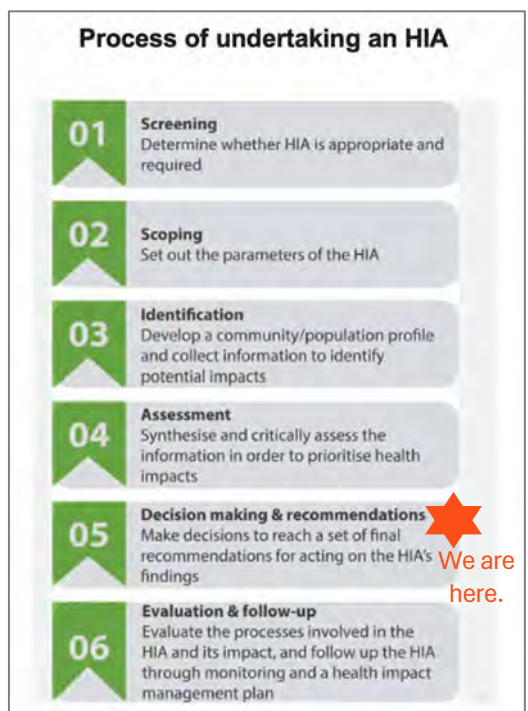 Process of undertaking an HIA
01
Screening
Determine whether HIA is appropriate and
required
02
Scoping
Set out the parameters of the HIA
03
Identification
Develop a community/population profile
and collect information to identify
potential impacts
04
Assessment
Synthesise and critically assess the
information in order to prioritise health
impacts
05
Decision making & recommendations
Make decisions to reach a set of final
recommendations for acting on the HIA's
findings
We are
here.
06
Evaluation & follow-up
Evaluate the processes involved in the
HIA and its impact, and follow up the HIA
through monitoring and a health impact
management plan